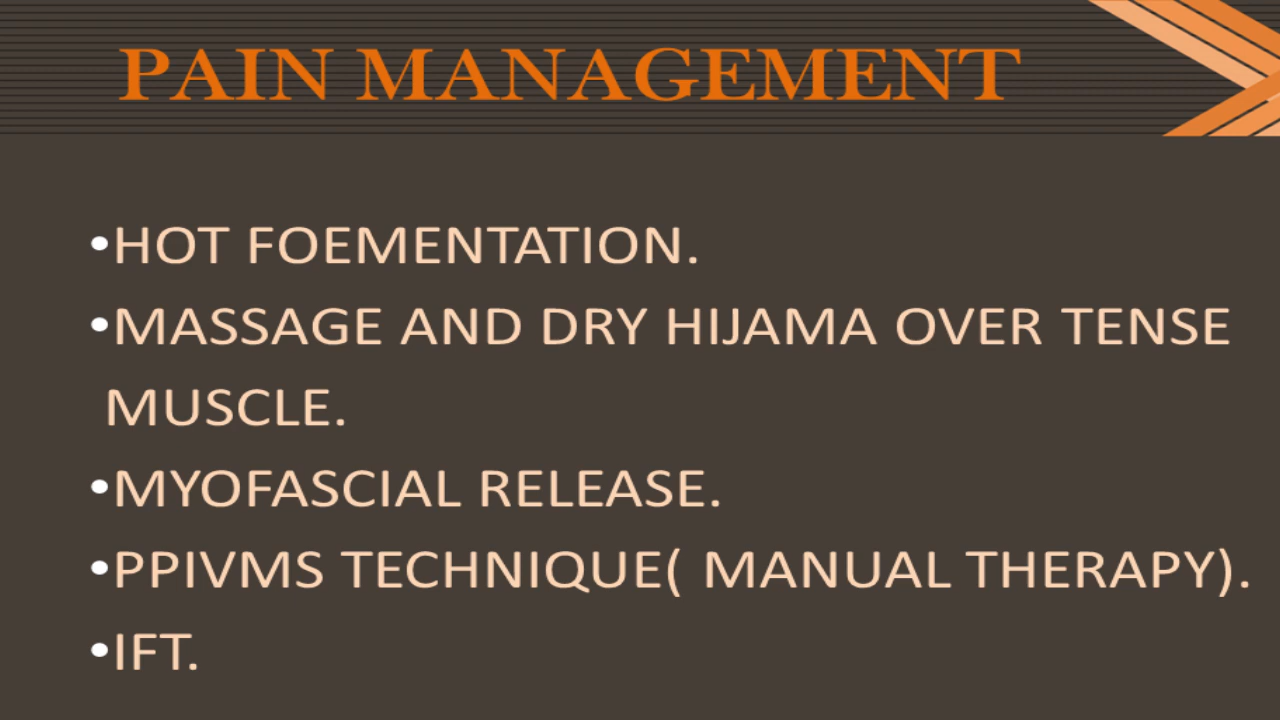 PAIN MANAGEMENT
•HOT FOEMENTATION.
•MASSAGE AND DRY HIJAMA OVER TENSE
MUSCLE.
•MYOFASCIAL RELEASE.
•PPIVMS TECHNIQUE( MANUAL THERAPY).
•IFT.